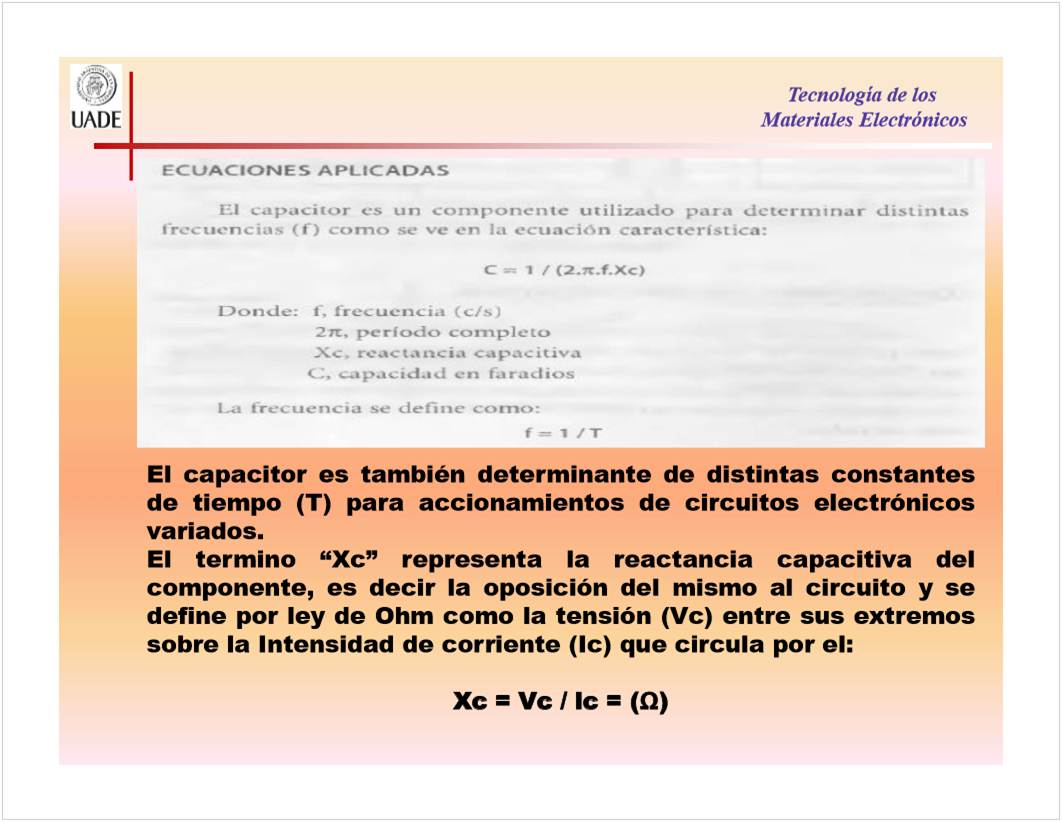 UADE
Tecnología de los
Materiales Electrónicos
ECUACIONES APLICADAS
El capacitor es un componente utilizado para determinar distintas
frecuencias (f) como se ve en la ecuación característica:
C = 1 / (2.π.f.Xc)
Donde: f, frecuencia (c/s)
2π, período completo
Xc, reactancia capacitiva
C, capacidad en faradios
La frecuencia se define como:
f = 1 / T
El capacitor es también determinante de distintas constantes
de tiempo (T) para accionamientos de circuitos electrónicos
variados.
El termino “Xc” representa la reactancia capacitiva del
componente, es decir la oposición del mismo al circuito y se
define por ley de Ohm como la tensión (Vc) entre sus extremos
sobre la Intensidad de corriente (Ic) que circula por el:
Xc = Vc / Ic = (Ω)